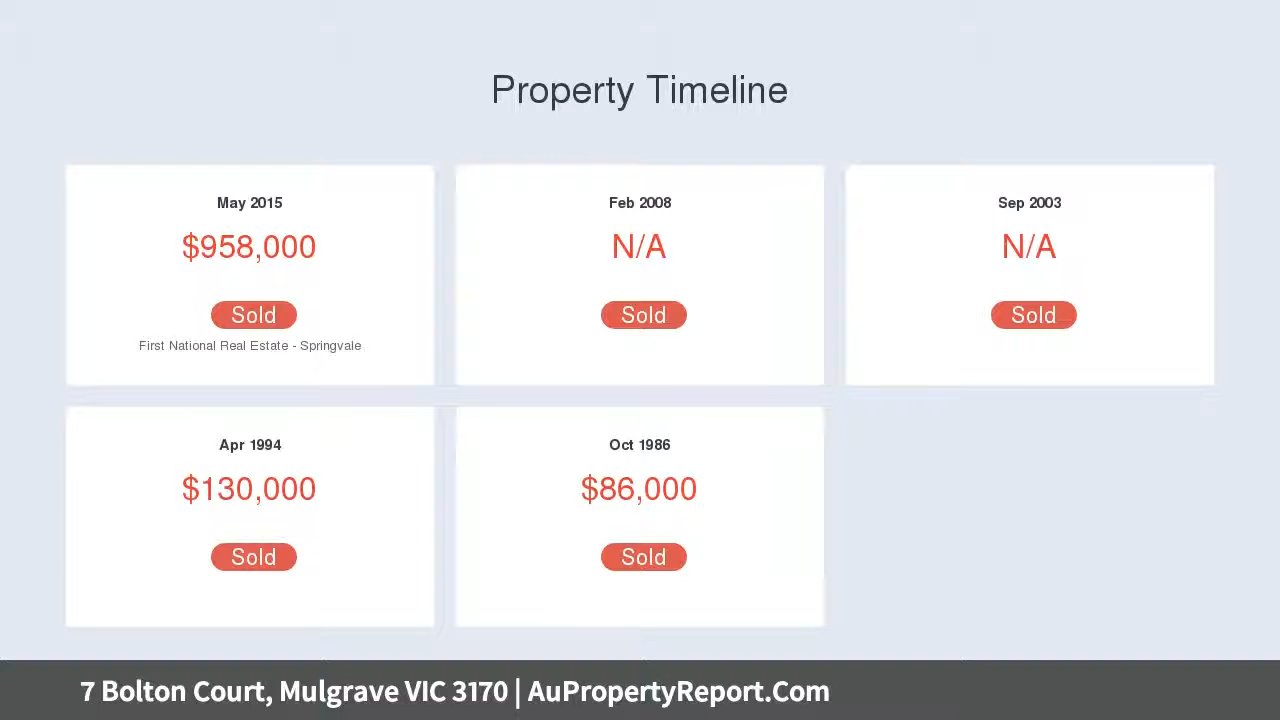 Property Timeline
May 2015
$958,000
Sold
First National Real Estate - Springvale
Feb 2008
N/A
Sold
Sep 2003
N/A
Sold
Apr 1994
$130,000
Sold
Oct 1986
$86,000
Sold
7 Bolton Court, Mulgrave VIC 3170 | AuPropertyReport.Com